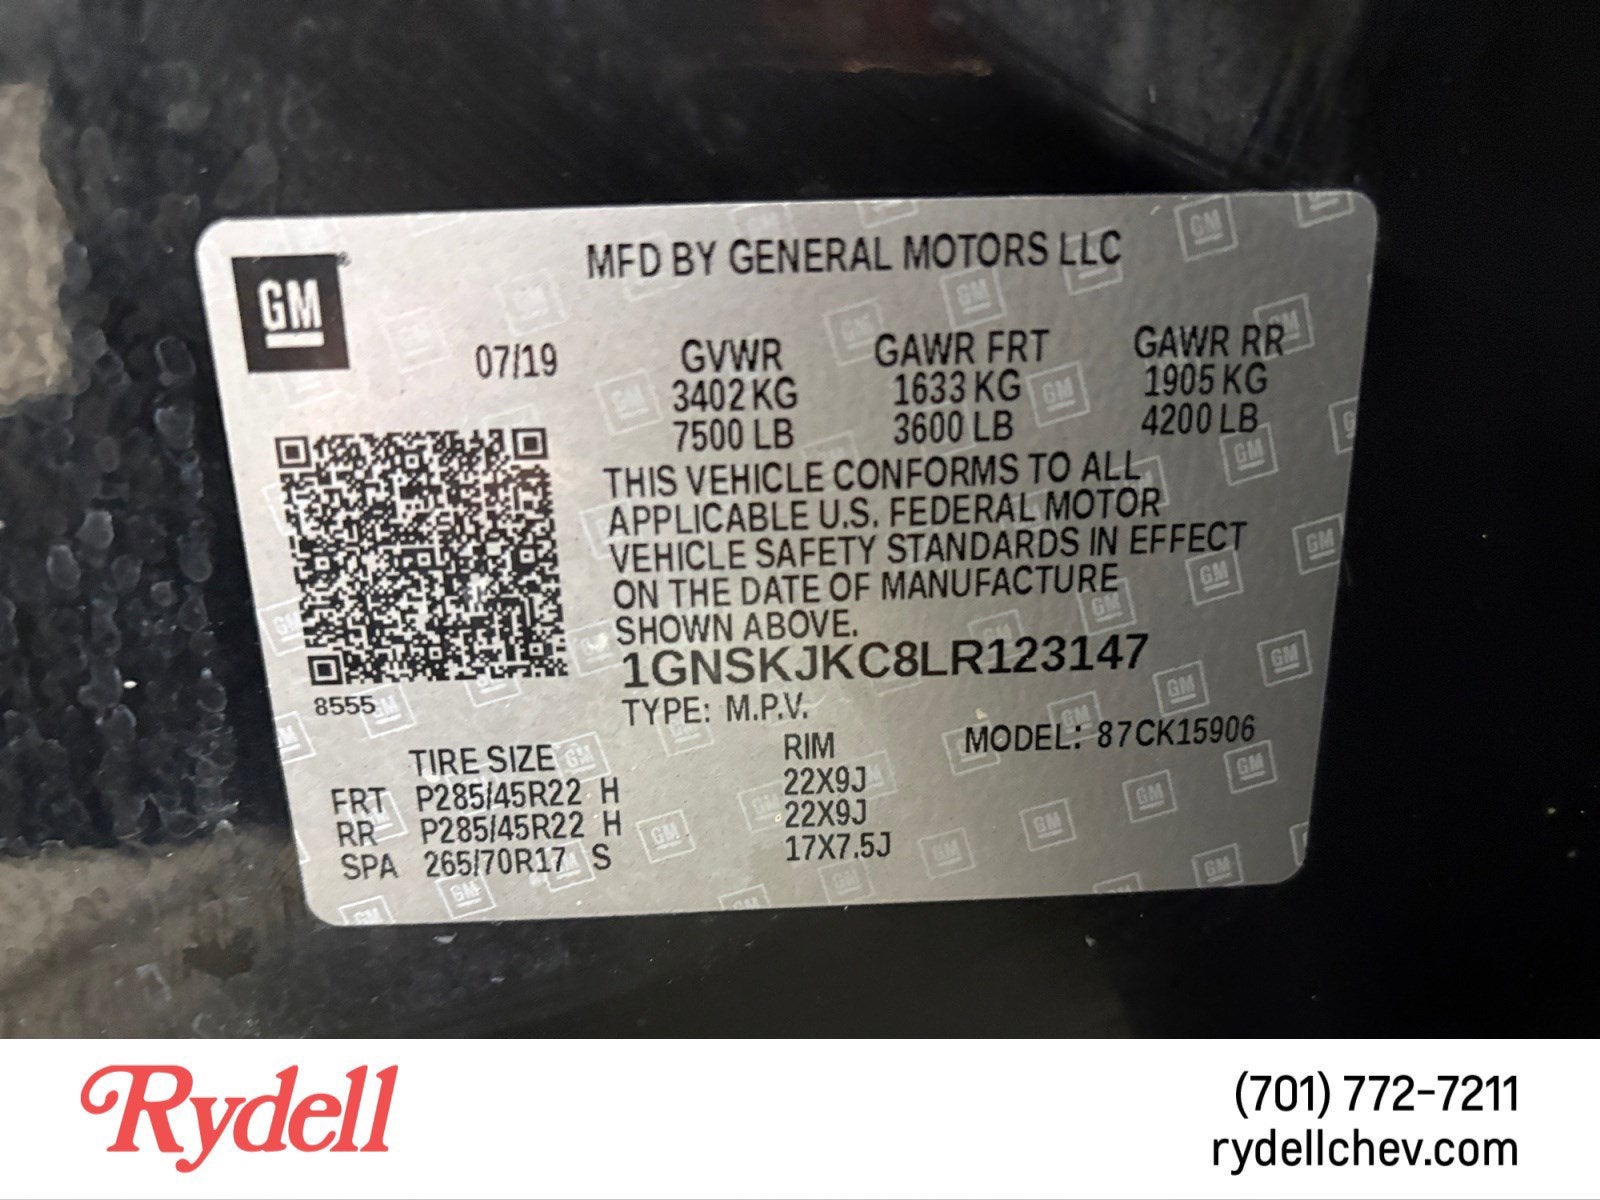 MFD BY GENERAL MOTORS LLC
GM
07/19
GVWR GAWR FRT GAWR RR
3402 KG 1633 KG 1905 KG
7500 LB 3600 LB 4200 LB
THIS VEHICLE CONFORMS TO ALL
APPLICABLE U.S. FEDERAL MOTOR
VEHICLE SAFETY STANDARDS IN EFFECT
ON THE DATE OF MANUFACTURE
SHOWN ABOVE.
1GNSKJKC8LR123147
8555
TYPE: M.P.V.
MODEL: 87CK15906
TIRE SIZE RIM
FRT P285/45R22 H 22X9J
RR P285/45R22 H 22X9J
SPA 265/70R17 S 17X7.5J
Rydell
(701) 772-7211
rydellchev.com